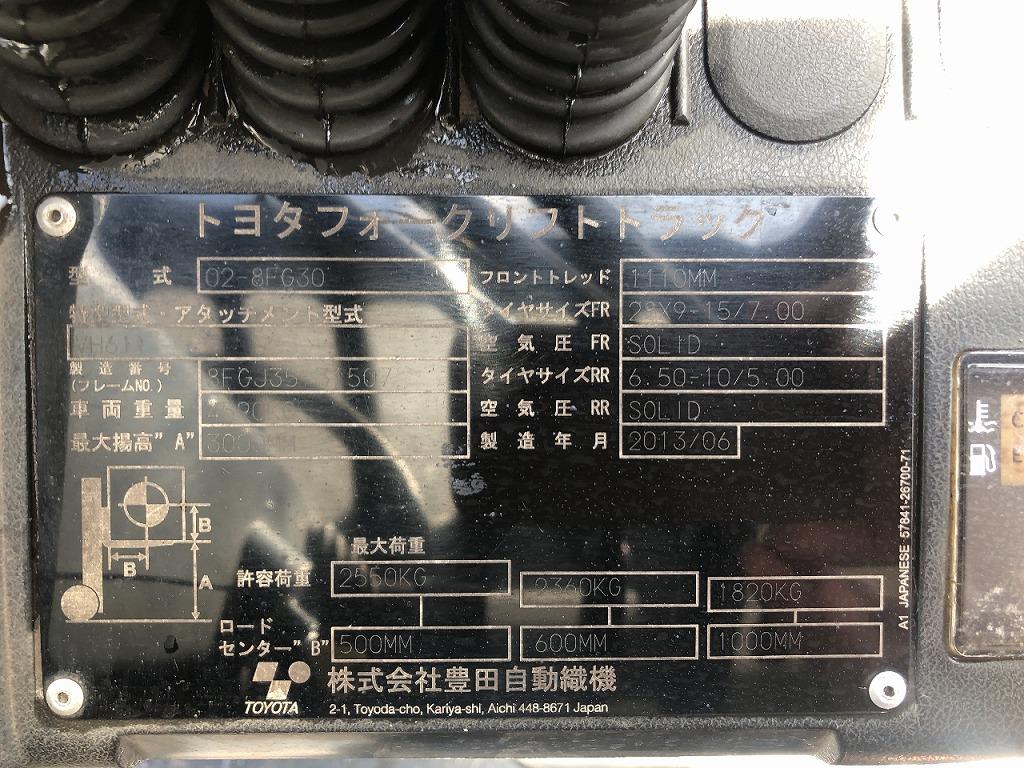 トヨタフォークリフトトラック
型 式 02-8FG30 フロントトレッド 1110MM
特別型式・アタッチメント型式 タイヤサイズFR 28X9-15/7.00
空気圧 FR SOLID
製造番号
(フレームNO.) タイヤサイズRR 6.50-10/5.00
車両重量 空気圧 RR SOLID
最大揚高"A" 製造年月 2013/06
B
B
A
最大荷重
許容荷重 2550KG 2360KG 1820KG
ロード
センター"B" 500MM 600MM 1000MM
TOYOTA 株式会社豊田自動織機
2-1, Toyoda-cho, Kariya-shi, Aichi 448-8671 Japan
A1 JAPANESE 57841-26700-71